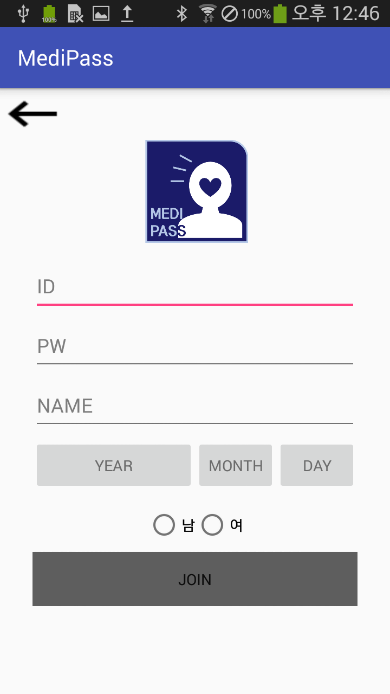 100% 오후 12:46
MediPass
MEDI
PASS
ID
PW
NAME
YEAR MONTH DAY
남 여
JOIN